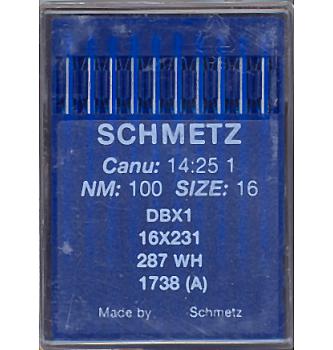 SCHMETZ
Canu: 14:25 1
NM: 100 SIZE: 16
DBX1
16X231
287 WH
1738 (A)
Made by Schmetz